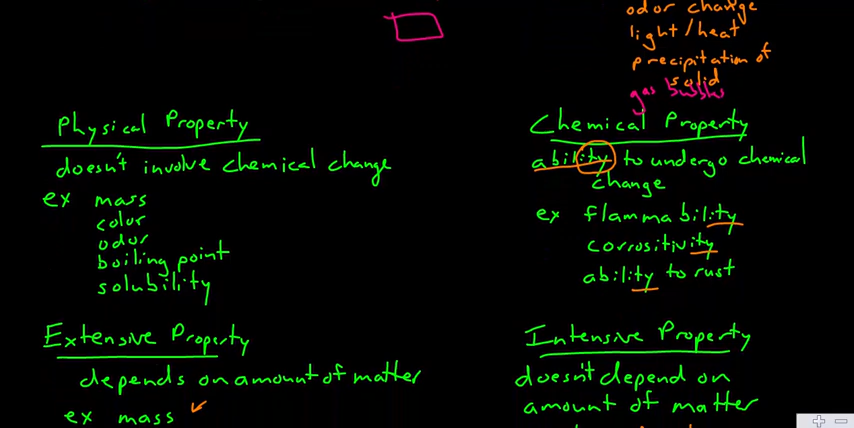 odor change
light/heat
precipitation of
solid
gas bubbles
Physical Property
doesn't involve chemical change
ex mass
color
odor
boiling point
solubility
Chemical Property
ability to undergo chemical
change
ex flammability
corrositivity
ability to rust
Extensive Property
depends on amount of matter
ex mass
Intensive Property
doesn't depend on
amount of matter